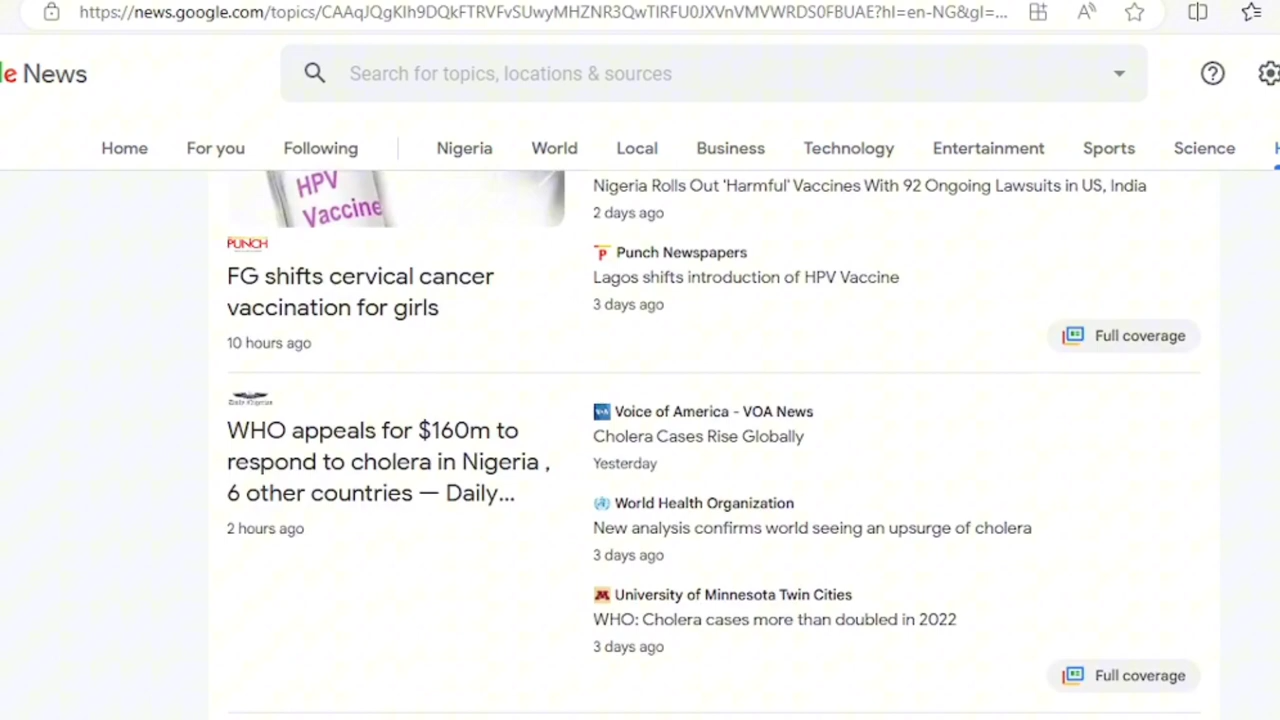 https://news.google.com/topics/CAAqJQgKIh9DQkFTRVFvSUwyMHZNR3QwTlRFU0JXVnVMVWRDS0FBUAE?hl=en-NG&gl=...
le News
Search for topics, locations & sources
Home For you Following Nigeria World Local Business Technology Entertainment Sports Science
HPV
Vaccine
PUNCH
FG shifts cervical cancer
vaccination for girls
10 hours ago
Nigeria Rolls Out 'Harmful' Vaccines With 92 Ongoing Lawsuits in US, India
2 days ago
Punch Newspapers
Lagos shifts introduction of HPV Vaccine
3 days ago
Full coverage
WHO appeals for $160m to
respond to cholera in Nigeria ,
6 other countries — Daily...
2 hours ago
Voice of America - VOA News
Cholera Cases Rise Globally
Yesterday
World Health Organization
New analysis confirms world seeing an upsurge of cholera
3 days ago
University of Minnesota Twin Cities
WHO: Cholera cases more than doubled in 2022
3 days ago
Full coverage